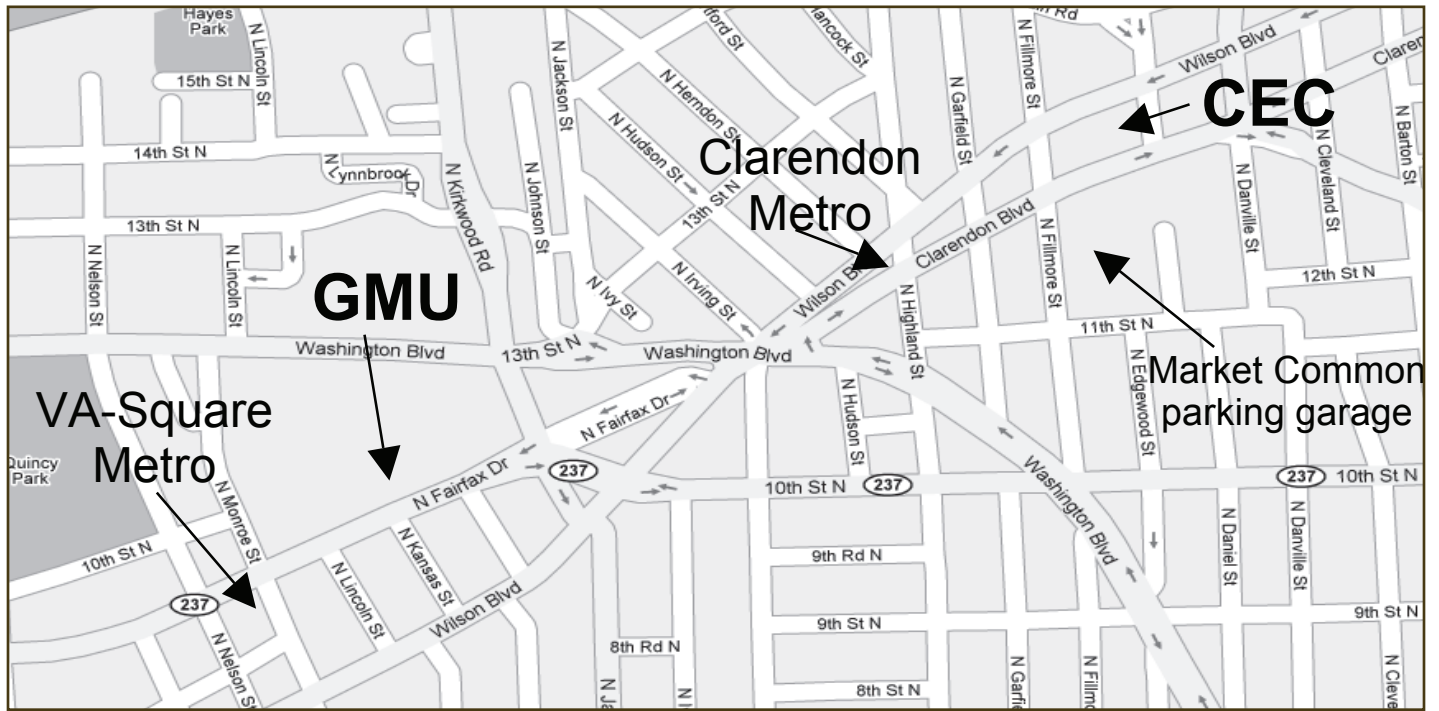 Hayes
Park
N Lincoln St
15th St N
14th St N
N
Lynnbrook Dr
13th St N
N Nelson St
N Lincoln St
N Kirkwood Rd
N Jackson St
N Johnson St
N Herndon St
N Hudson St
13th St N
N Ivy St
N Irving St
N Garfield St
N Fillmore St
Wilson Blvd
CEC
Clarendon
Metro
Clarendon Blvd
N Fillmore St
N Danville St
N Cleveland St
N Barton St
12th St N
11th St N
N Highland St
GMU
Washington Blvd
13th St N
Washington Blvd
VA-Square
Metro
Quincy
Park
Market Common
parking garage
N Edgewood St
N Hudson St
N Fairfax Dr
N Fairfax Dr
237
10th St N
237
237
10th St N
N Monroe St
10th St N
237
N Lincoln St
N Kansas St
Wilson Blvd
N Nelson St
Washington Blvd
N Daniel St
N Danville St
9th Rd N
9th St N
9th St N
8th Rd N
8th St N